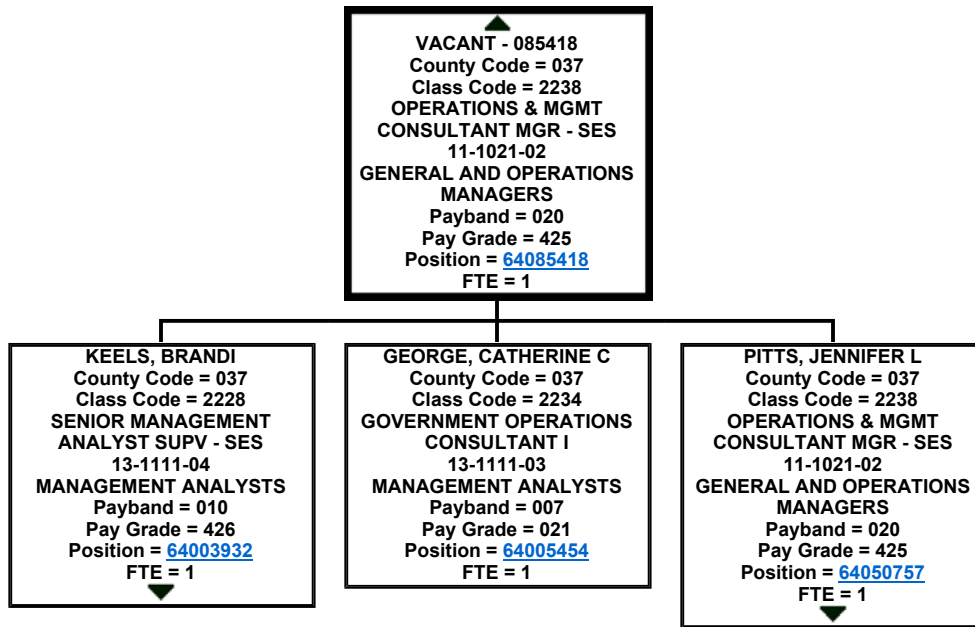 VACANT - 085418
County Code = 037
Class Code = 2238
OPERATIONS & MGMT
CONSULTANT MGR - SES
11-1021-02
GENERAL AND OPERATIONS
MANAGERS
Payband = 020
Pay Grade = 425
Position = 64085418
FTE = 1
KEELS, BRANDI
County Code = 037
Class Code = 2228
SENIOR MANAGEMENT
ANALYST SUPV - SES
13-1111-04
MANAGEMENT ANALYSTS
Payband = 010
Pay Grade = 426
Position = 64003932
FTE = 1
GEORGE, CATHERINE C
County Code = 037
Class Code = 2234
GOVERNMENT OPERATIONS
CONSULTANT I
13-1111-03
MANAGEMENT ANALYSTS
Payband = 007
Pay Grade = 021
Position = 64005454
FTE = 1
PITTS, JENNIFER L
County Code = 037
Class Code = 2238
OPERATIONS & MGMT
CONSULTANT MGR - SES
11-1021-02
GENERAL AND OPERATIONS
MANAGERS
Payband = 020
Pay Grade = 425
Position = 64050757
FTE = 1